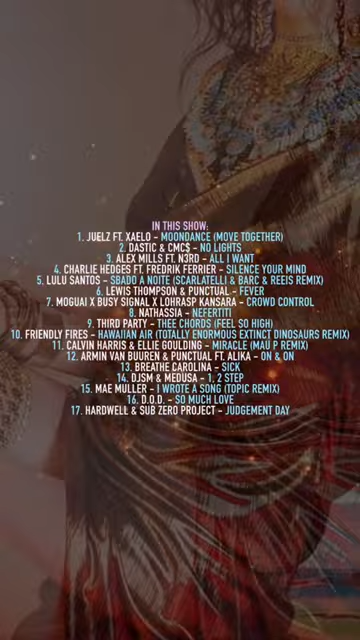 IN THIS SHOW:
1. JUELZ FT. XAELO – MOONDANCE (MOVE TOGETHER)
2. DASTIC & CMC$ – NO LIGHTS
3. ALEX MILLS FT. N3RD – ALL I WANT
4. CHARLIE HEDGES FT. FREDRIK FERRIER – SILENCE YOUR MIND
5. LULU SANTOS – SBADO A NOITE (SCARLATELLI & BARC & REEIS REMIX)
6. LEWIS THOMPSON & PUNCTUAL – FEVER
7. MOGUAI X BUSY SIGNAL X LOHRASP KANSARA – CROWD CONTROL
8. NATHASSIA – NEFERTITI
9. THIRD PARTY – THEE CHORDS (FEEL SO HIGH)
10. FRIENDLY FIRES – HAWAIIAN AIR (TOTALLY ENORMOUS EXTINCT DINOSAURS REMIX)
11. CALVIN HARRIS & ELLIE GOULDING – MIRACLE (MAU P REMIX)
12. ARMIN VAN BUUREN & PUNCTUAL FT. ALIKA – ON & ON
13. BREATHE CAROLINA – SICK
14. DJSM & MEDUSA – 1, 2 STEP
15. MAE MULLER – I WROTE A SONG (TOPIC REMIX)
16. D.O.D. – SO MUCH LOVE
17. HARDWELL & SUB ZERO PROJECT – JUDGEMENT DAY